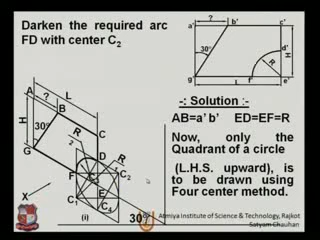 Darken the required arc
FD with center C2
? b' c'
a'
30°
d'
H
R
g' f' e'
L
-: Solution :-
AB=a' b' ED=EF=R
Now, only the
Quadrant of a circle
(L.H.S. upward), is
to be drawn using
Four center method.
L
A ?
B
H
C
30°
R
G
D
R
F
C2
C1 E
C4
X
(i)
30°
Atmiya Institute of Science & Technology, Rajkot
Satyam Chauhan